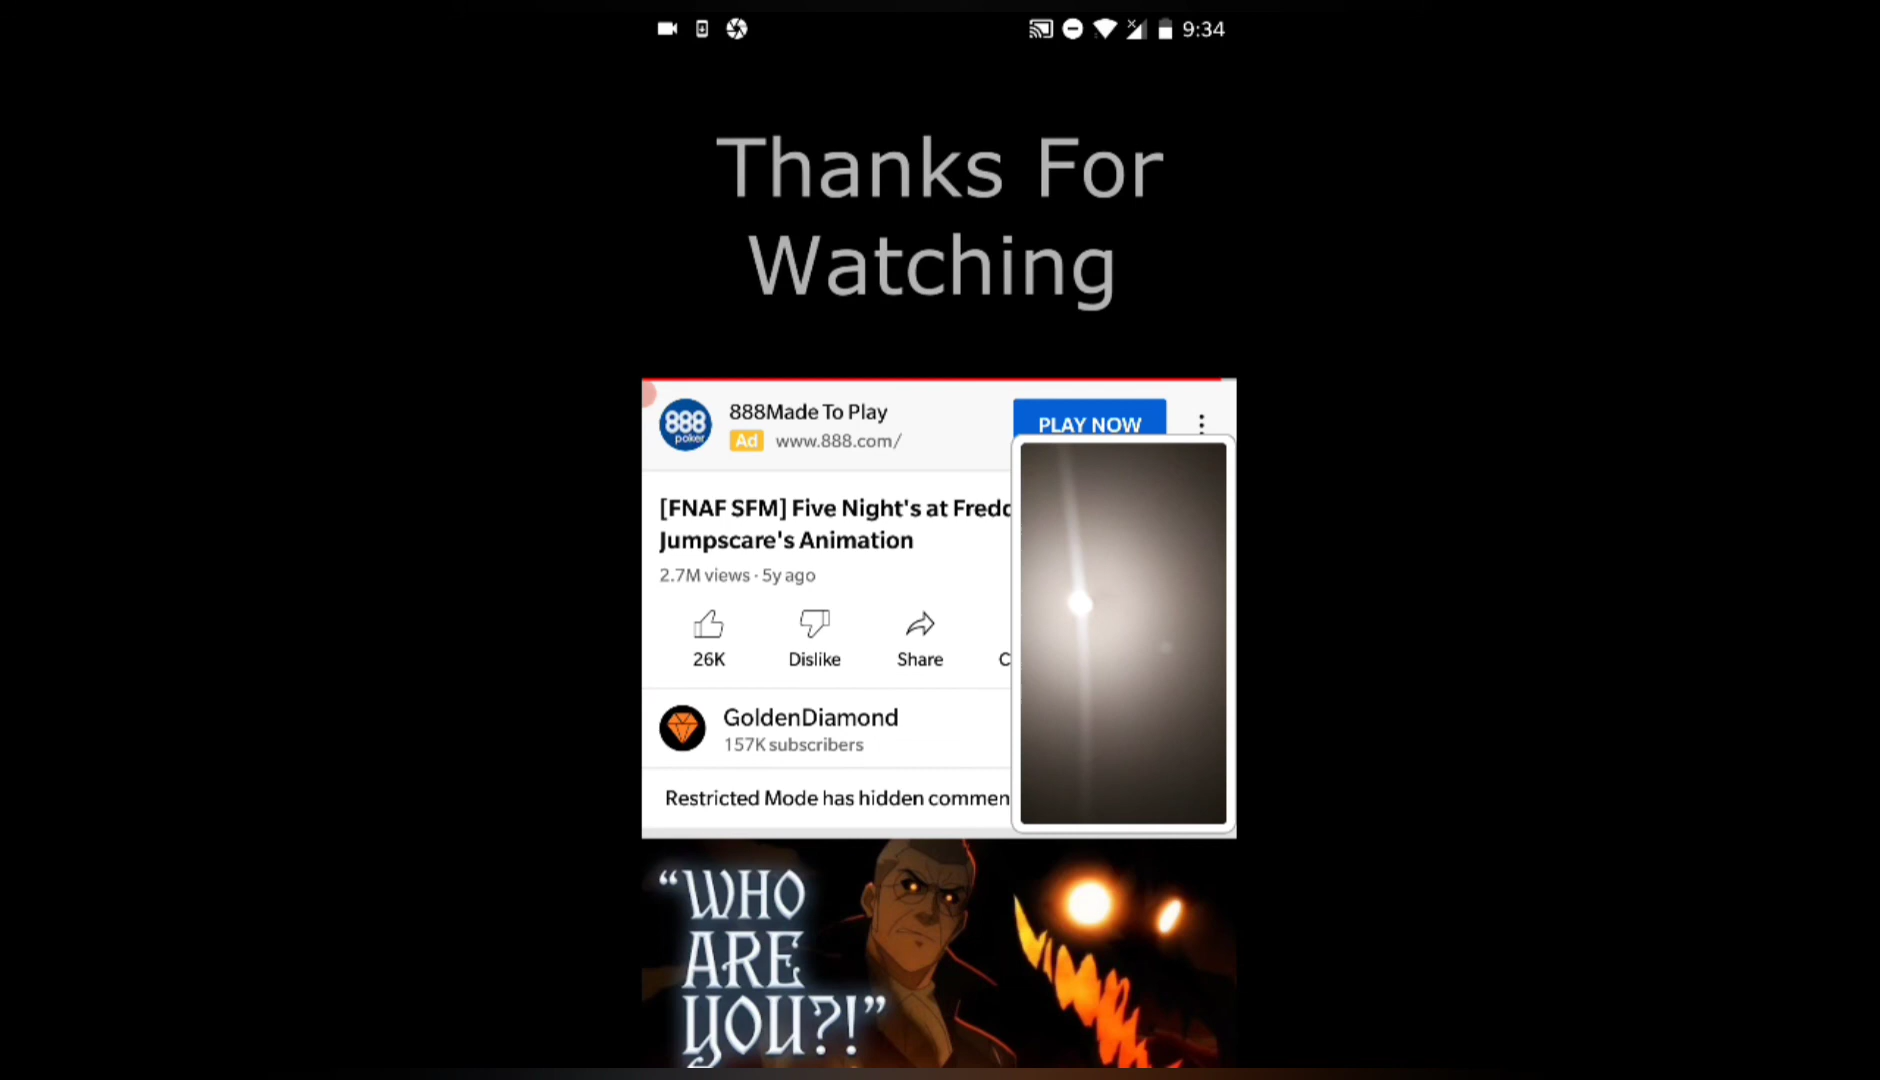 9:34
Thanks For
Watching
888
poker
888Made To Play
Ad www.888.com/
PLAY NOW
[FNAF SFM] Five Night's at Fredd
Jumpscare's Animation
2.7M views · 5y ago
26K Dislike Share C
GoldenDiamond
157K subscribers
Restricted Mode has hidden commen
“WHO
ARE
YOU?!”